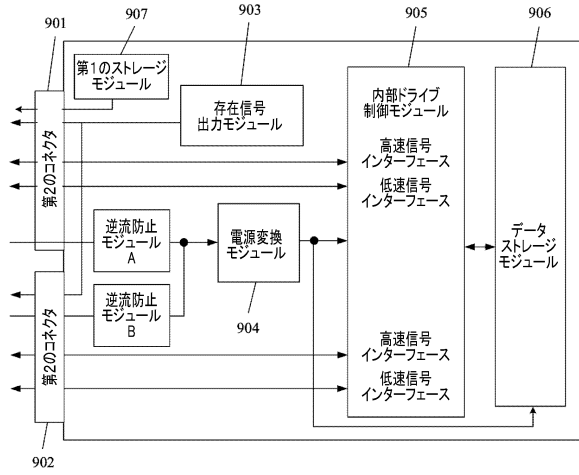 901
907
903
905
906
第1のストレージ
モジュール
存在信号
出力モジュール
内部ドライブ
制御モジュール
高速信号
インターフェース
低速信号
インターフェース
第2のコネクタ
逆流防止
モジュール
A
電源変換
モジュール
データ
ストレージ
モジュール
904
逆流防止
モジュール
B
第2のコネクタ
高速信号
インターフェース
低速信号
インターフェース
902